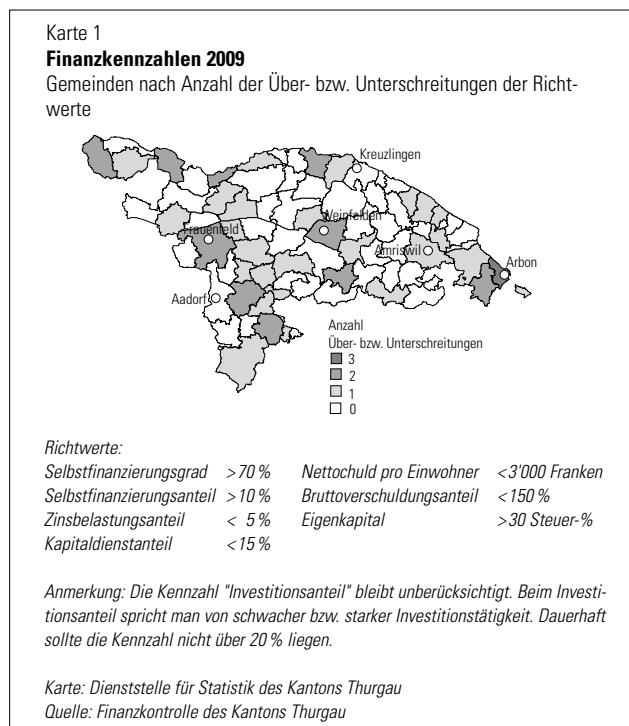 Karte 1
Finanzkennzahlen 2009
Gemeinden nach Anzahl der Über- bzw. Unterschreitungen der Richt-
werte
Kreuzlingen
Weinfelden
Frauenfeld
Amriswil
Arbon
Aadorf
Anzahl
Über- bzw. Unterschreitungen
3
2
1
0
Richtwerte:
Selbstfinanzierungsgrad >70 % Nettochuld pro Einwohner <3'000 Franken
Selbstfinanzierungsanteil >10 % Bruttoverschuldungsanteil <150 %
Zinsbelastungsanteil < 5 % Eigenkapital >30 Steuer-%
Kapitaldienstanteil <15 %
Anmerkung: Die Kennzahl "Investitionsanteil" bleibt unberücksichtigt. Beim Investi-
tionsanteil spricht man von schwacher bzw. starker Investitionstätigkeit. Dauerhaft
sollte die Kennzahl nicht über 20 % liegen.
Karte: Dienststelle für Statistik des Kantons Thurgau
Quelle: Finanzkontrolle des Kantons Thurgau